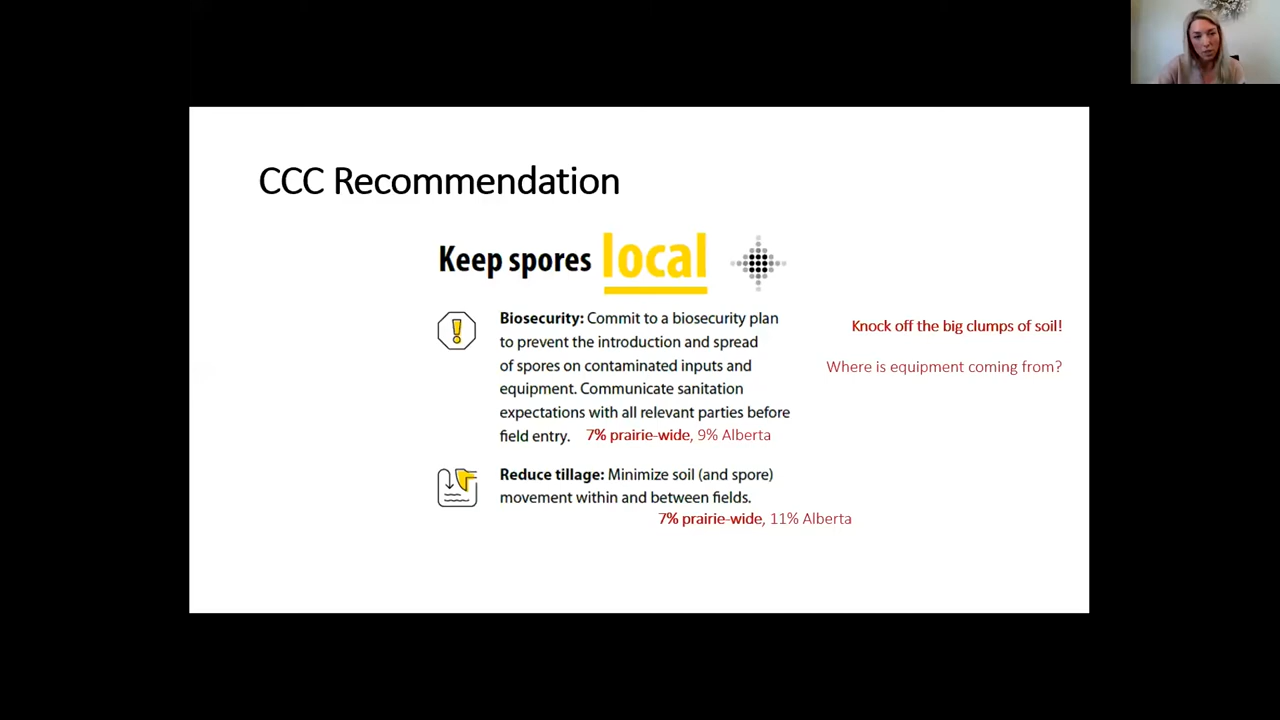 CCC Recommendation
Keep spores local
Biosecurity: Commit to a biosecurity plan
to prevent the introduction and spread
of spores on contaminated inputs and
equipment. Communicate sanitation
expectations with all relevant parties before
field entry. 7% prairie-wide, 9% Alberta
Knock off the big clumps of soil!
Where is equipment coming from?
Reduce tillage: Minimize soil (and spore)
movement within and between fields.
7% prairie-wide, 11% Alberta